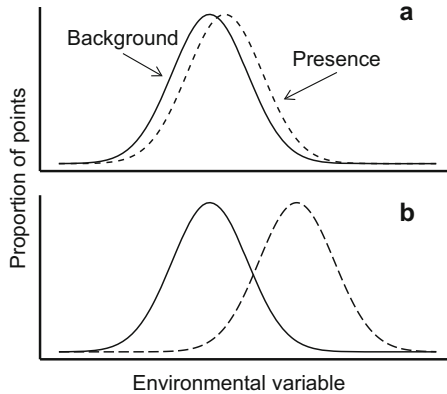 a
Background
Presence
Proportion of points
b
Environmental variable